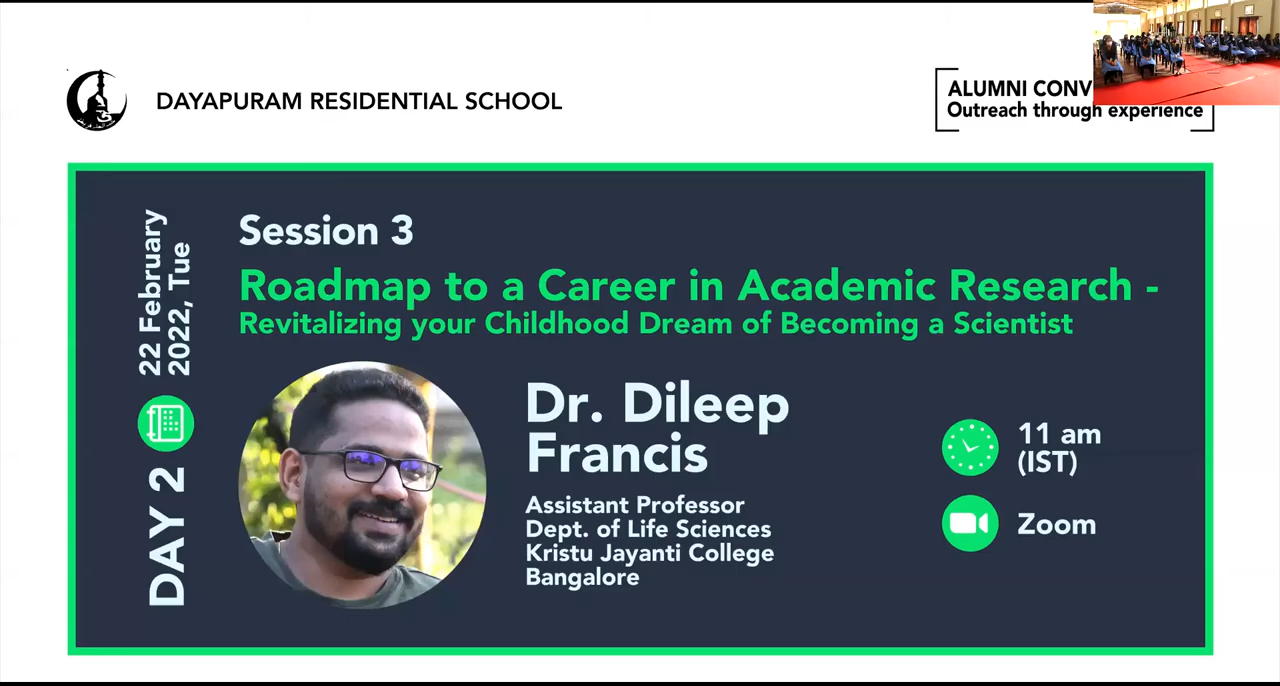 DAYAPURAM RESIDENTIAL SCHOOL
ALUMNI
Outreach through experience
22 February
2022, Tue
DAY 2
Session 3
Roadmap to a Career in Academic Research -
Revitalizing your Childhood Dream of Becoming a Scientist
Dr. Dileep
Francis
Assistant Professor
Dept. of Life Sciences
Kristu Jayanti College
Bangalore
11 am
(IST)
Zoom